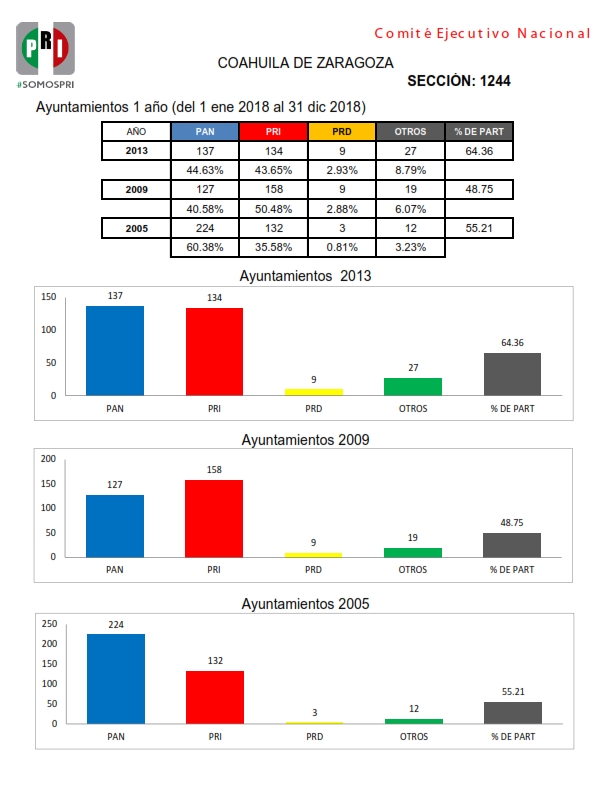 Comité Ejecutivo Nacional
PRI
#SOMOSPRI
COAHUILA DE ZARAGOZA
SECCIÓN: 1244
Ayuntamientos 1 año (del 1 ene 2018 al 31 dic 2018)
AÑO PAN PRI PRD OTROS % DE PART
2013 137 134 9 27 64.36
44.63% 43.65% 2.93% 8.79%
2009 127 158 9 19 48.75
40.58% 50.48% 2.88% 6.07%
2005 224 132 3 12 55.21
60.38% 35.58% 0.81% 3.23%
Ayuntamientos 2013
150
100
50
0
137 134 9 27 64.36
PAN PRI PRD OTROS % DE PART
Ayuntamientos 2009
200
150
100
50
0
127 158 9 19 48.75
PAN PRI PRD OTROS % DE PART
Ayuntamientos 2005
250
200
150
100
50
0
224 132 3 12 55.21
PAN PRI PRD OTROS % DE PART